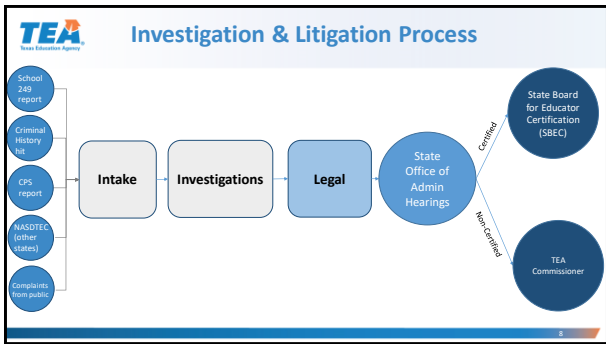 TEA
Texas Education Agency
Investigation & Litigation Process
School
249
report
Criminal
History
hit
CPS
report
NASDTEC
(other
states)
Complaints
from public
Intake
Investigations
Legal
State
Office of
Admin
Hearings
Certified
Non-Certified
State Board
for Educator
Certification
(SBEC)
TEA
Commissioner
8